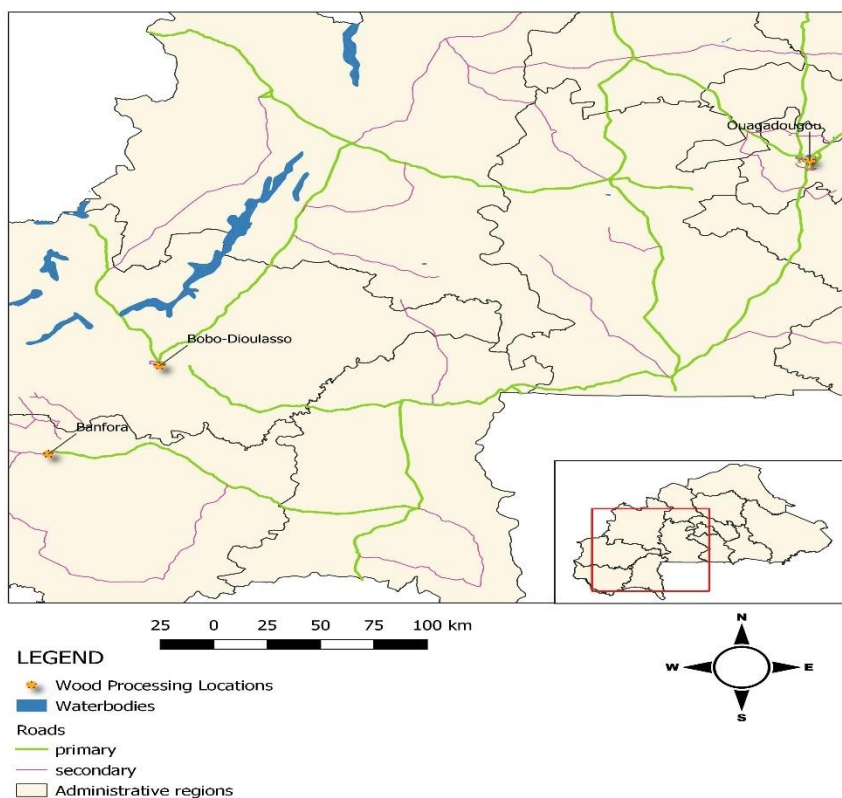 Ouagadougou
Bobo-Dioulasso
Banfora
25 0 25 50 75 100 km
N
W E
S
LEGEND
Wood Processing Locations
Waterbodies
Roads
primary
secondary
Administrative regions